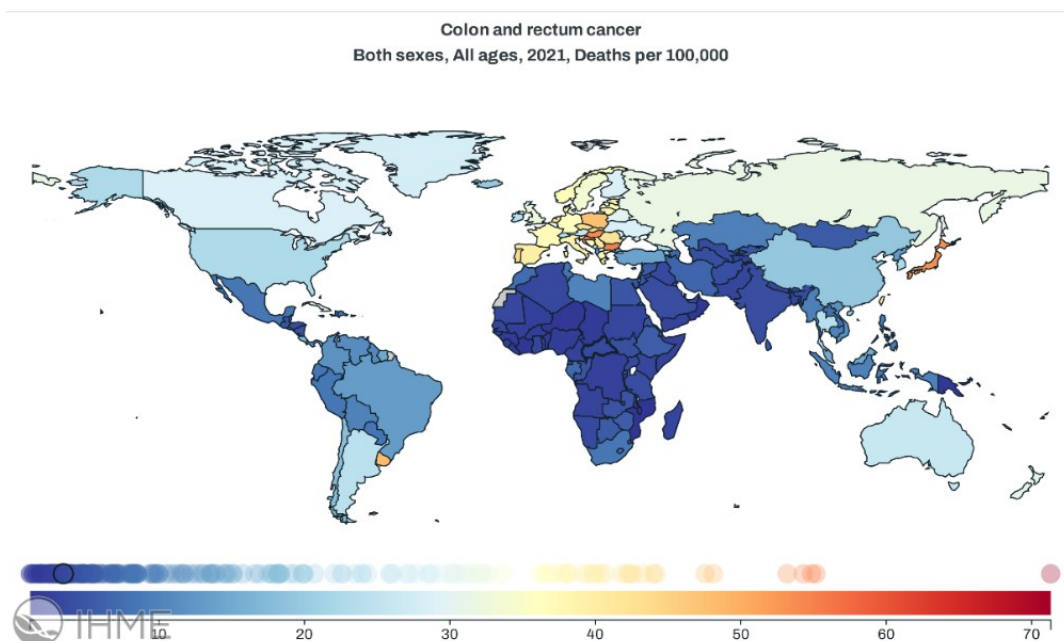 Colon and rectum cancer
Both sexes, All ages, 2021, Deaths per 100,000
IHME
10 20 30 40 50 60 70